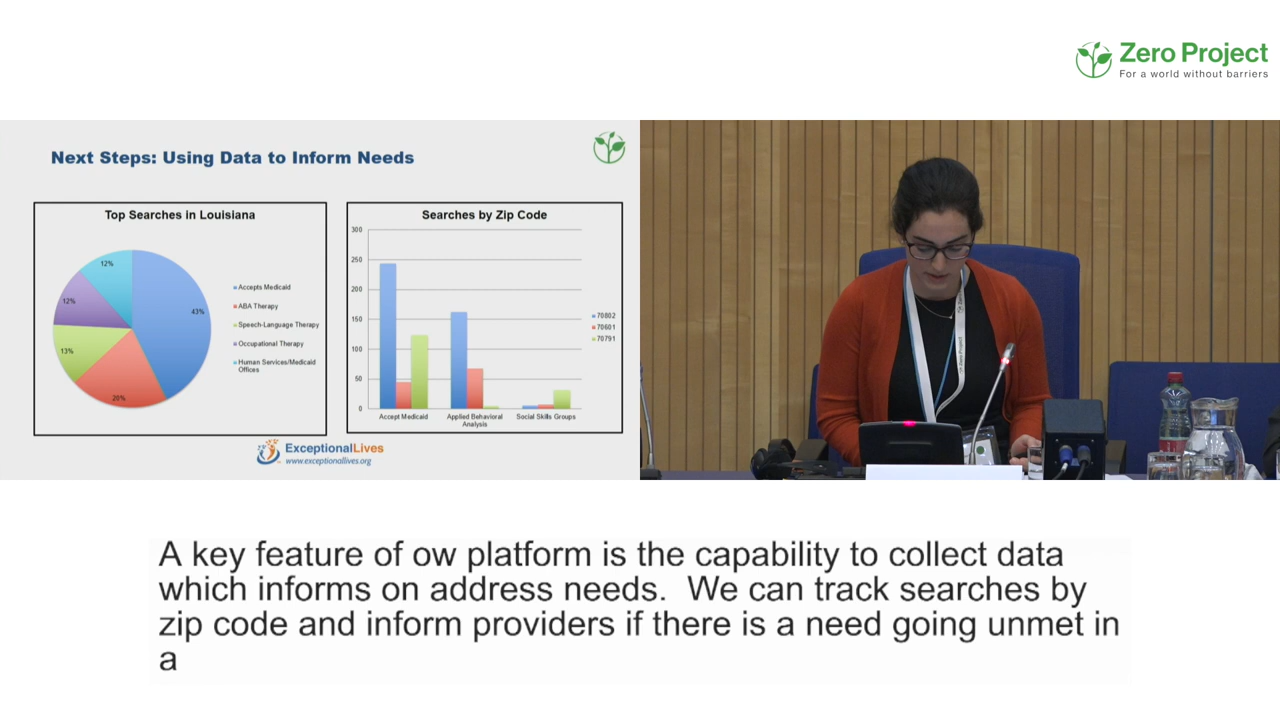 Zero Project
For a world without barriers
Next Steps: Using Data to Inform Needs
Top Searches in Louisiana
12%
12%
13%
20%
43%
Accepts Medicaid
ABA Therapy
Speech-Language Therapy
Occupational Therapy
Human Services/Medicaid
Offices
Searches by Zip Code
300
250
200
150
100
50
0
Accept Medicaid
Applied Behavioral
Analysis
Social Skills Groups
70802
70601
70791
ExceptionalLives
www.exceptionallives.org
A key feature of ow platform is the capability to collect data
which informs on address needs.  We can track searches by
zip code and inform providers if there is a need going unmet in
a